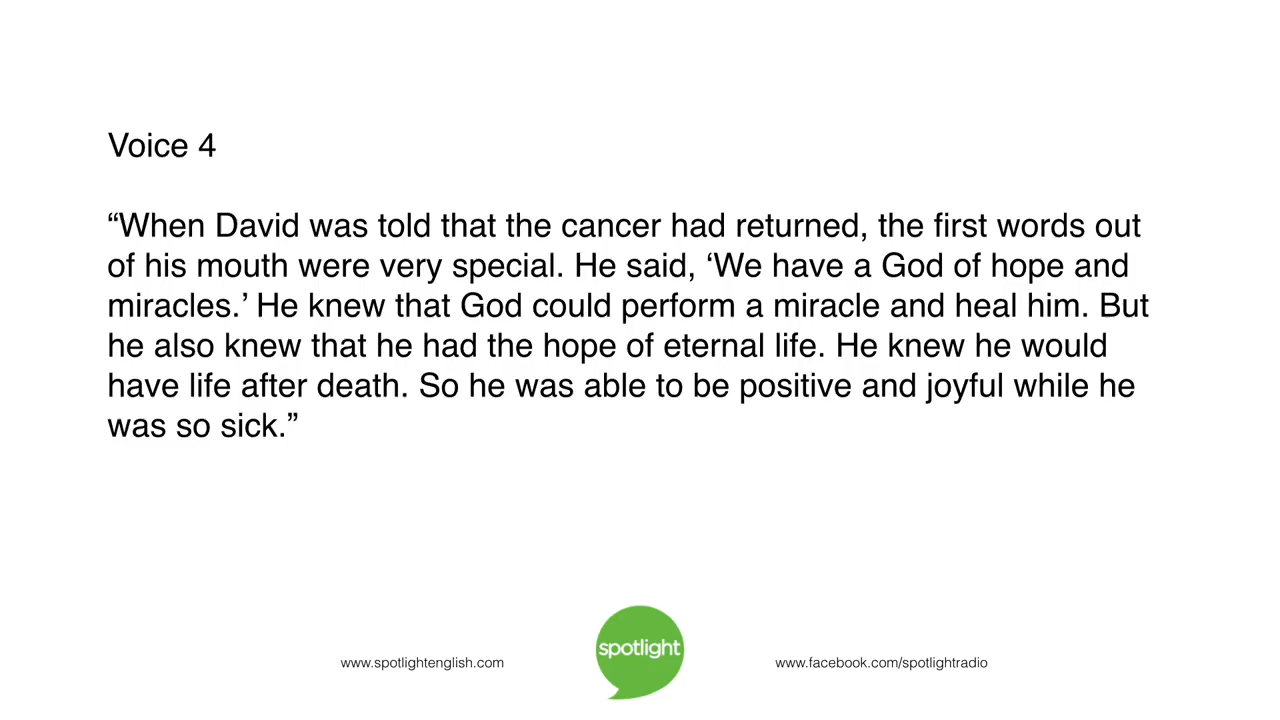 Voice 4
“When David was told that the cancer had returned, the first words out
of his mouth were very special. He said, ‘We have a God of hope and
miracles.’ He knew that God could perform a miracle and heal him. But
he also knew that he had the hope of eternal life. He knew he would
have life after death. So he was able to be positive and joyful while he
was so sick.”
www.spotlightenglish.com
spotlight
www.facebook.com/spotlightradio